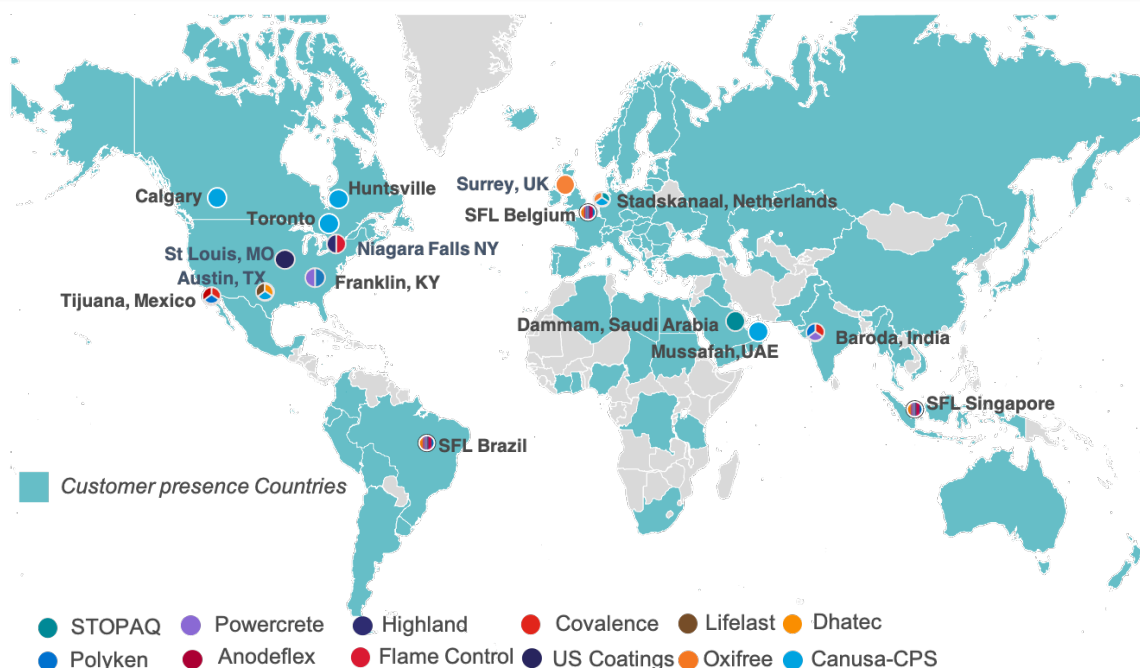 Calgary
Huntsville
Toronto
Surrey, UK
Stadskanaal, Netherlands
SFL Belgium
St Louis, MO
Niagara Falls NY
Austin, TX
Franklin, KY
Tijuana, Mexico
Dammam, Saudi Arabia
Mussafah,UAE
Baroda, India
SFL Singapore
SFL Brazil
Customer presence Countries
STOPAQ Powercrete Highland Covalence Lifelast Dhatec
Polyken Anodeflex Flame Control US Coatings Oxifree Canusa-CPS